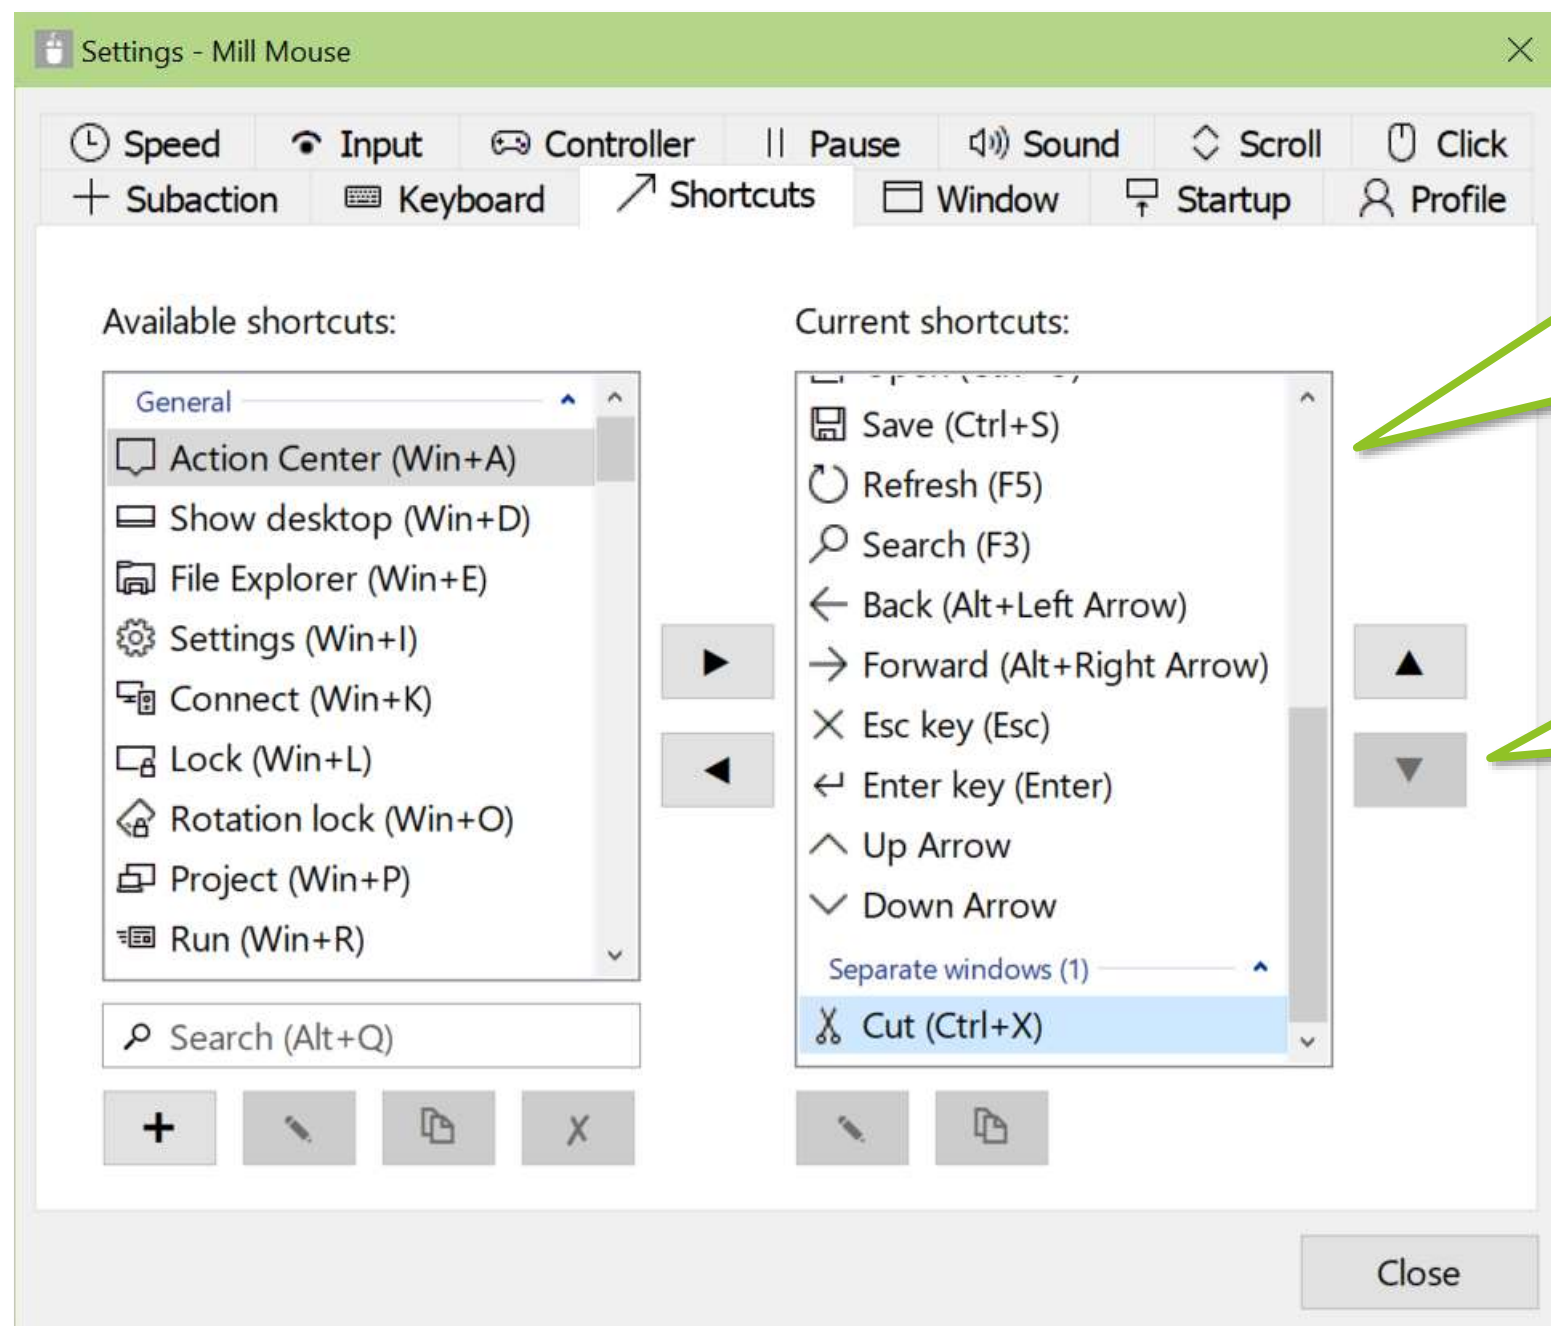 Settings - Mill Mouse
Speed Input Controller Pause Sound Scroll Click
Subaction Keyboard Shortcuts Window Startup Profile
Available shortcuts:
General
Action Center (Win+A)
Show desktop (Win+D)
File Explorer (Win+E)
Settings (Win+I)
Connect (Win+K)
Lock (Win+L)
Rotation lock (Win+O)
Project (Win+P)
Run (Win+R)
Search (Alt+Q)
Current shortcuts:
Save (Ctrl+S)
Refresh (F5)
Search (F3)
Back (Alt+Left Arrow)
Forward (Alt+Right Arrow)
Esc key (Esc)
Enter key (Enter)
Up Arrow
Down Arrow
Separate windows (1)
Cut (Ctrl+X)
Close